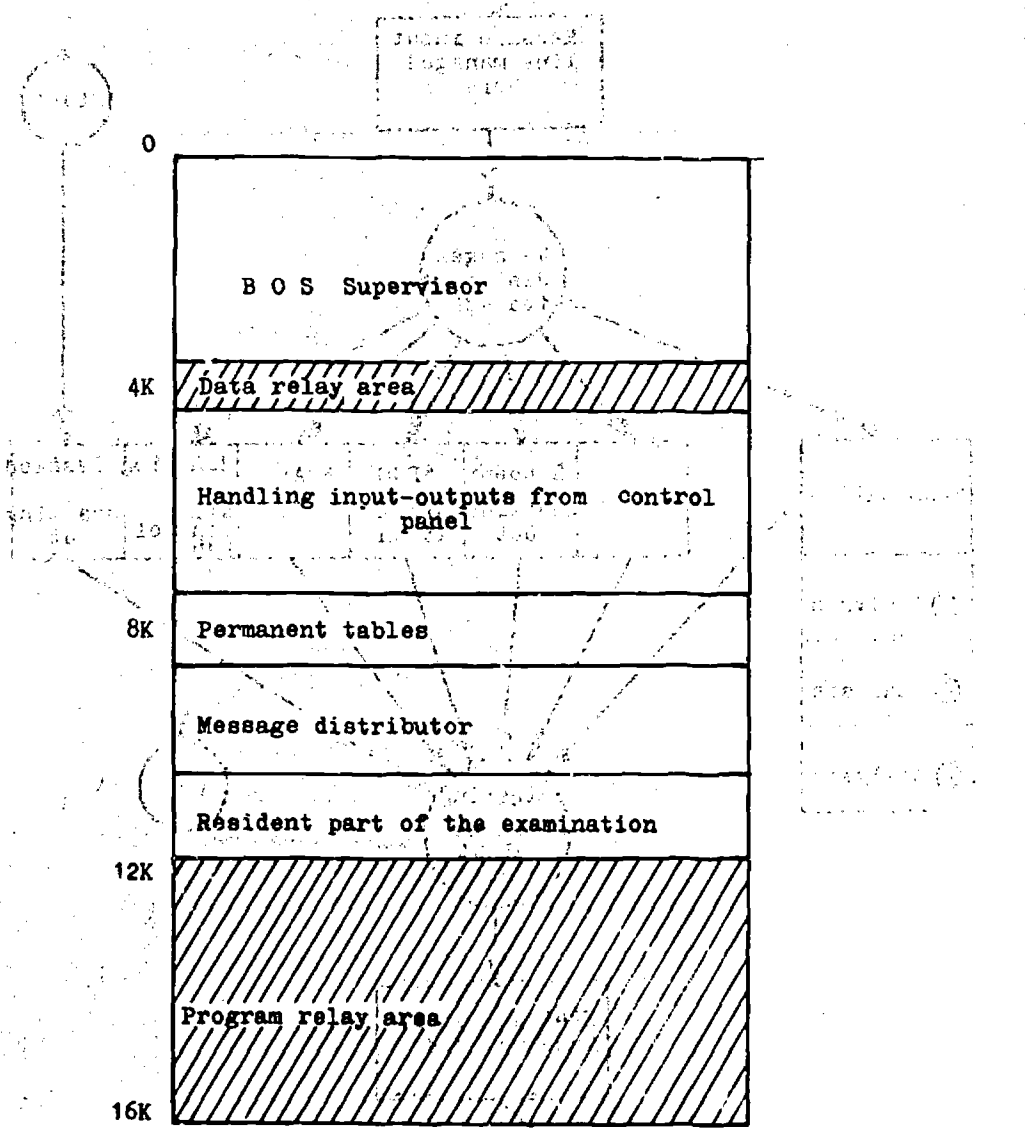 0
B O S Supervisor
4K
Data relay area
Handling input-outputs from control
panel
8K
Permanent tables
Message distributor
Resident part of the examination
12K
Program relay area
16K